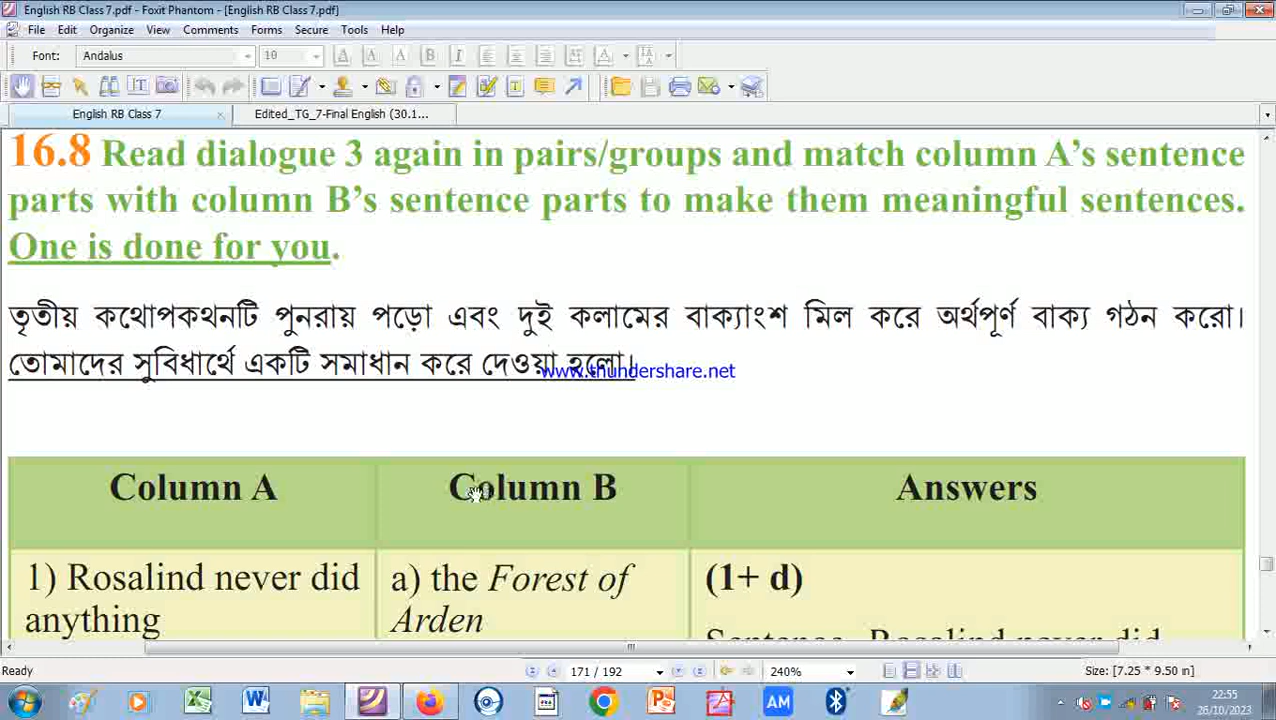 English RB Class 7.pdf - Foxit Phantom - [English RB Class 7.pdf]
File Edit Organize View Comments Forms Secure Tools Help
Font: Andalus 10
English RB Class 7 × Edited_TG_7-Final English (30.1...
16.8 Read dialogue 3 again in pairs/groups and match column A’s sentence
parts with column B’s sentence parts to make them meaningful sentences.
One is done for you.
তৃতীয় কথোপকথনটি পুনরায় পড়ো এবং দুই কলামের বাক্যাংশ মিল করে অর্থপূর্ণ বাক্য গঠন করো।
তোমাদের সুবিধার্থে একটি সমাধান করে দেওয়া হলো।
www.thundershare.net
Column A Column B Answers
1) Rosalind never did a) the Forest of (1+ d)
anything Arden
Sentence- Rosalind never did
Ready 171 / 192 240% Size: [7.25 * 9.50 in]
AM 22:55
26/10/2023